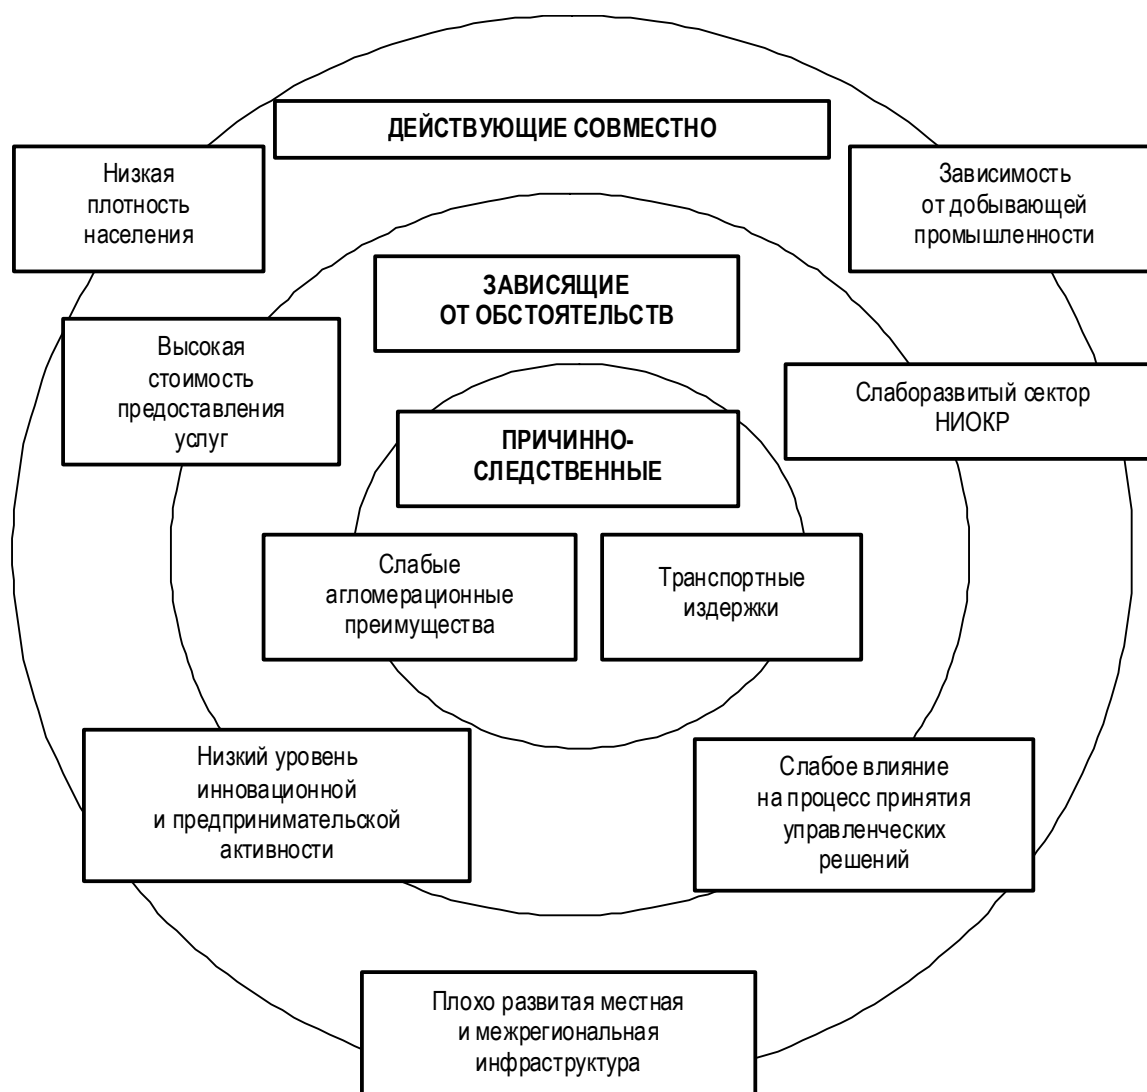 ДЕЙСТВУЮЩИЕ СОВМЕСТНО
Низкая
плотность
населения
Зависимость
от добывающей
промышленности
ЗАВИСЯЩИЕ
ОТ ОБСТОЯТЕЛЬСТВ
Высокая
стоимость
предоставления
услуг
Слаборазвитый сектор
НИОКР
ПРИЧИННО-
СЛЕДСТВЕННЫЕ
Слабые
агломерационные
преимущества
Транспортные
издержки
Низкий уровень
инновационной
и предпринимательской
активности
Слабое влияние
на процесс принятия
управленческих
решений
Плохо развитая местная
и межрегиональная
инфраструктура